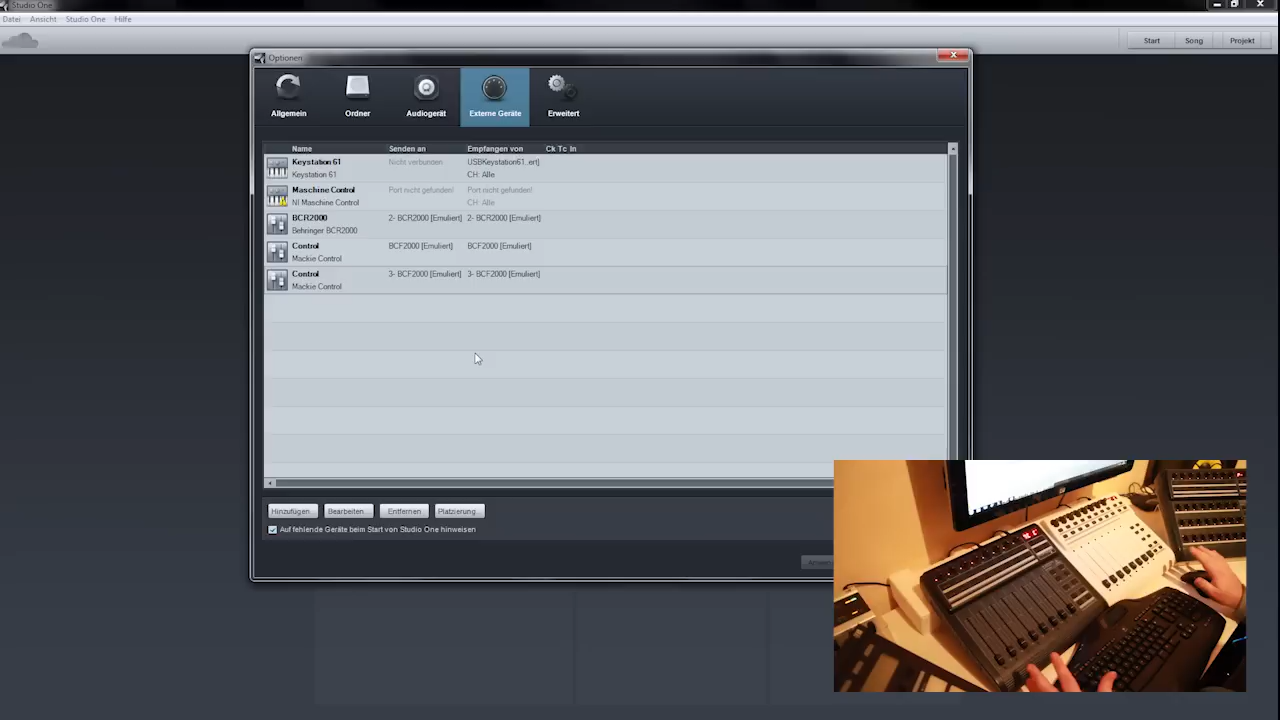 Studio One
Datei Ansicht Studio One Hilfe
Start Song Projekt
Optionen
Allgemein Ordner Audiogerät Externe Geräte Erweitert
Name Senden an Empfangen von Ck Tc In
Keystation 61 Nicht verbunden USBKeystation61...ert]
Keystation 61 CH: Alle
Maschine Control Port nicht gefunden! Port nicht gefunden!
NI Maschine Control CH: Alle
BCR2000 2- BCR2000 [Emuliert] 2- BCR2000 [Emuliert]
Behringer BCR2000
Control BCF2000 [Emuliert] BCF2000 [Emuliert]
Mackie Control
Control 3- BCF2000 [Emuliert] 3- BCF2000 [Emuliert]
Mackie Control
Hinzufügen... Bearbeiten... Entfernen Platzierung...
Auf fehlende Geräte beim Start von Studio One hinweisen